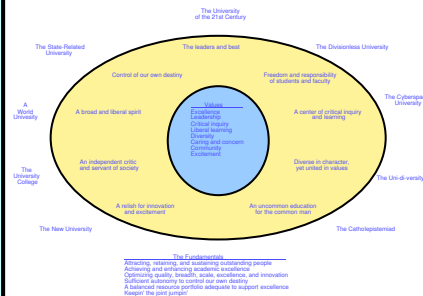 The University
of the 21st Century
The State-Related
University
The leaders and best
The Divisionless University
Control of our own destiny
Freedom and responsibility
of students and faculty
The Cyberspa
University
A
World
Univesity
A broad and liberal spirit
Values
Excellence
Leadership
Critical inquiry
Liberal learning
Diversity
Caring and concern
Community
Excitement
A center of critical inquiry
and learning
The
University
College
An independent critic
and servant of society
Diverse in character,
yet united in values
The Uni-di-versity
A relish for innovation
and excitement
An uncommon education
for the common man
The New University
The Catholepistemiad
The Fundamentals
Attracting, retaining, and sustaining outstanding people
Achieving and enhancing academic excellence
Optimizing quality, breadth, scale, excellence, and innovation
Sufficient autonomy to control our own destiny
A balanced resource portfolio adequate to support excellence
Keepin' the joint jumpin'